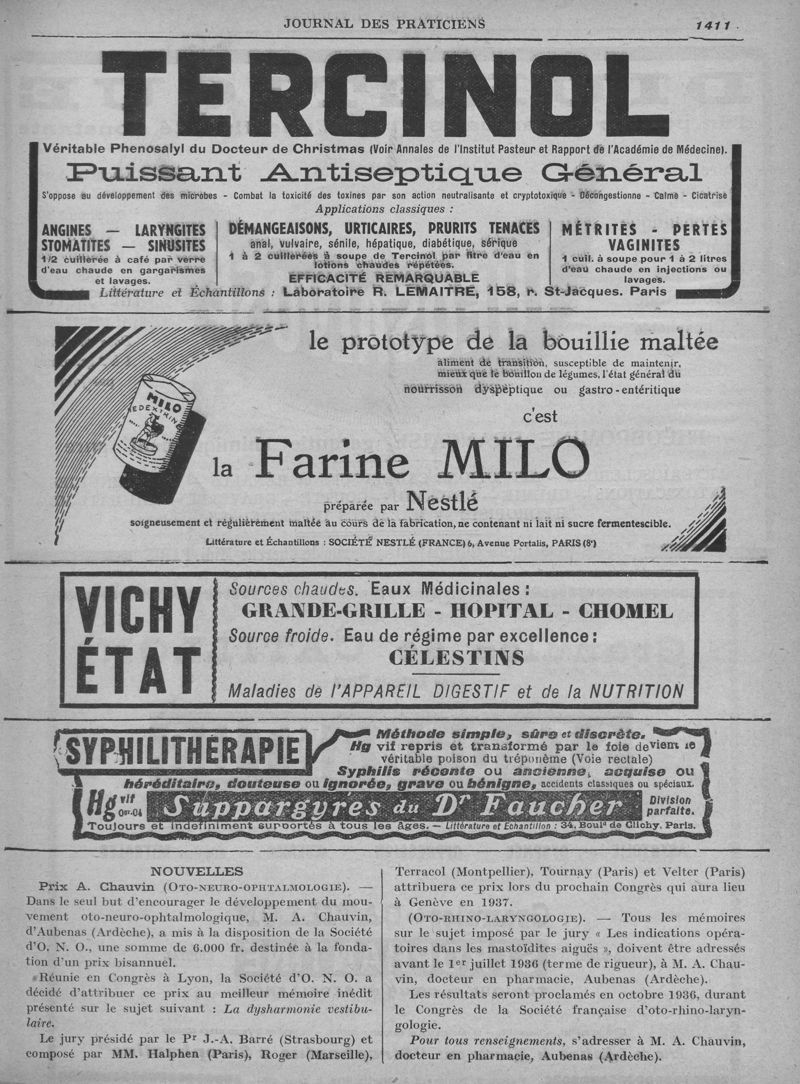 JOURNAL DES PRATICIENS
1411
TERCINOL
Véritable Phenosalyl du Docteur de Christmas (Voir Annales de l'Institut Pasteur et Rapport de l'Académie de Médecine).
Puissant Antiseptique Général
S'oppose au développement des microbes - Combat la toxicité des toxines par son action neutralisante et cryptotoxique - Décongestionne - Calme - Cicatrise
Applications classiques :
ANGINES — LARYNGITES
STOMATITES — SINUSITES
1/2 cuillerée à café par verre
d'eau chaude en gargarismes
et lavages.
DÉMANGEAISONS, URTICAIRES, PRURITS TENACES
anal, vulvaire, sénile, hépatique, diabétique, sérique
1 à 2 cuillerées à soupe de Tercinol par litre d'eau en
lotions chaudes répétées.
EFFICACITÉ REMARQUABLE
MÉTRITES - PERTES
VAGINITES
1 cuil. à soupe pour 1 à 2 litres
d'eau chaude en injections ou
lavages.
Littérature et Échantillons : Laboratoire R. LEMAITRE, 158, r. St-Jacques. Paris
le prototype de la bouillie maltée
aliment de transition, susceptible de maintenir,
mieux que le bouillon de légumes, l'état général du
nourrisson dyspeptique ou gastro-entéritique
c'est
MILO
la Farine MILO
préparée par Nestlé
soigneusement et régulièrement maltée au cours de la fabrication, ne contenant ni lait ni sucre fermentescible.
Littérature et Échantillons : SOCIÉTÉ NESTLÉ (FRANCE) 6, Avenue Portalis, PARIS (8e)
VICHY
ÉTAT
Sources chaudes. Eaux Médicinales :
GRANDE-GRILLE - HOPITAL - CHOMEL
Source froide. Eau de régime par excellence :
CÉLESTINS
Maladies de l'APPAREIL DIGESTIF et de la NUTRITION
SYPHILITHÉRAPIE
Méthode simple, sûre et discrète.
Hg vif repris et transformé par le foie devient le
véritable poison du tréponème (Voie rectale)
Syphilis récente ou ancienne, acquise ou
héréditaire, douteuse ou ignorée, grave ou bénigne, accidents classiques ou spéciaux.
Hg vif 0gr.04 Suppargyres du Dr Faucher Division parfaite.
Toujours et indéfiniment supportés à tous les âges. — Littérature et Echantillon : 34, Bould de Clichy, Paris.
NOUVELLES
Prix A. Chauvin (OTO-NEURO-OPHTALMOLOGIE). —
Dans le seul but d'encourager le développement du mou-
vement oto-neuro-ophtalmologique, M. A. Chauvin,
d'Aubenas (Ardèche), a mis à la disposition de la Société
d'O. N. O., une somme de 6.000 fr. destinée à la fonda-
tion d'un prix bisannuel.
Réunie en Congrès à Lyon, la Société d'O. N. O. a
décidé d'attribuer ce prix au meilleur mémoire inédit
présenté sur le sujet suivant : La dysharmonie vestibu-
laire.
Le jury présidé par le Pr J.-A. Barré (Strasbourg) et
composé par MM. Halphen (Paris), Roger (Marseille),
Terracol (Montpellier), Tournay (Paris) et Velter (Paris)
attribuera ce prix lors du prochain Congrès qui aura lieu
à Genève en 1937.
(OTO-RHINO-LARYNGOLOGIE). — Tous les mémoires
sur le sujet imposé par le jury « Les indications opéra-
toires dans les mastoïdites aiguës », doivent être adressés
avant le 1er juillet 1936 (terme de rigueur), à M. A. Chau-
vin, docteur en pharmacie, Aubenas (Ardèche).
Les résultats seront proclamés en octobre 1936, durant
le Congrès de la Société française d'oto-rhino-laryn-
gologie.
Pour tous renseignements, s'adresser à M. A. Chauvin,
docteur en pharmacie, Aubenas (Ardèche).